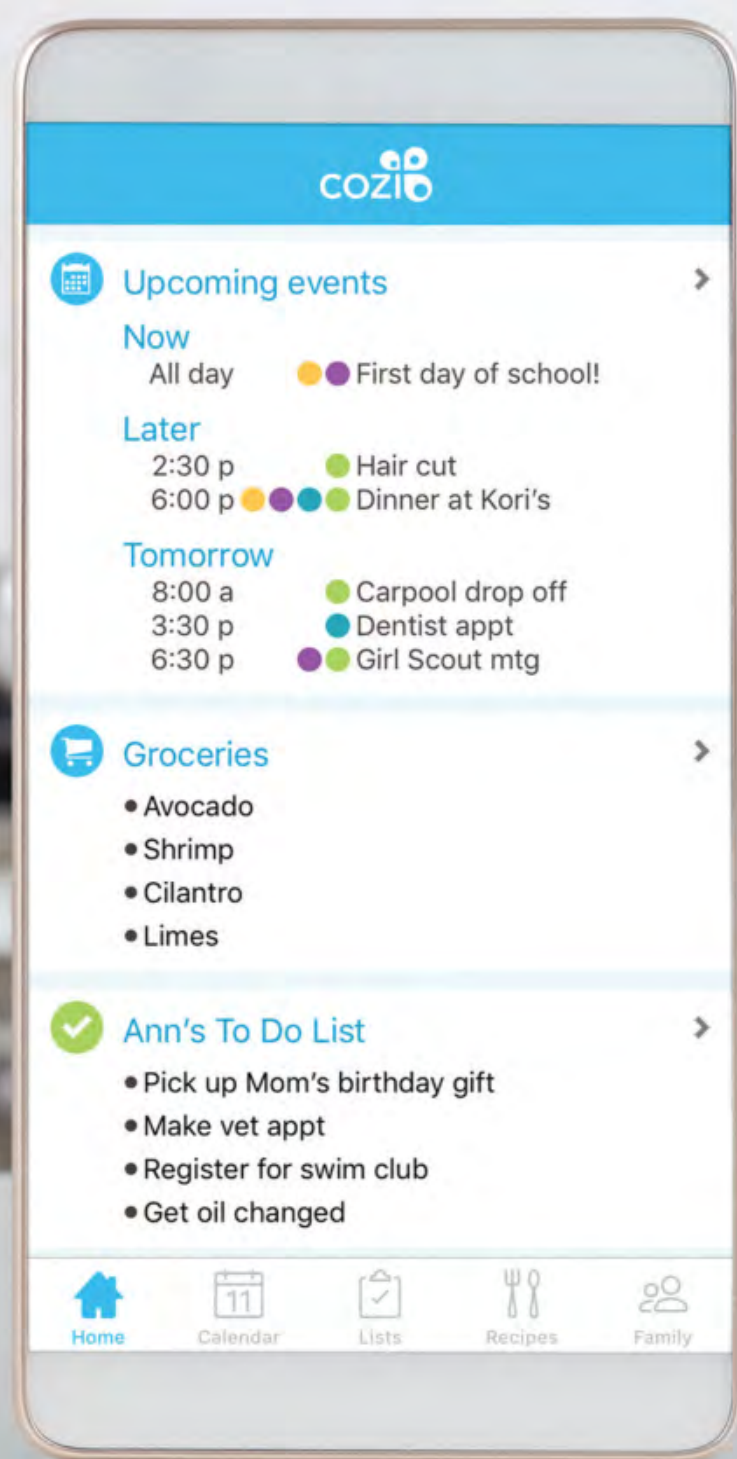 cozi
Upcoming events
Now
All day First day of school!
Later
2:30 p Hair cut
6:00 p Dinner at Kori's
Tomorrow
8:00 a Carpool drop off
3:30 p Dentist appt
6:30 p Girl Scout mtg
Groceries
• Avocado
• Shrimp
• Cilantro
• Limes
Ann's To Do List
• Pick up Mom's birthday gift
• Make vet appt
• Register for swim club
• Get oil changed
11
Home Calendar Lists Recipes Family